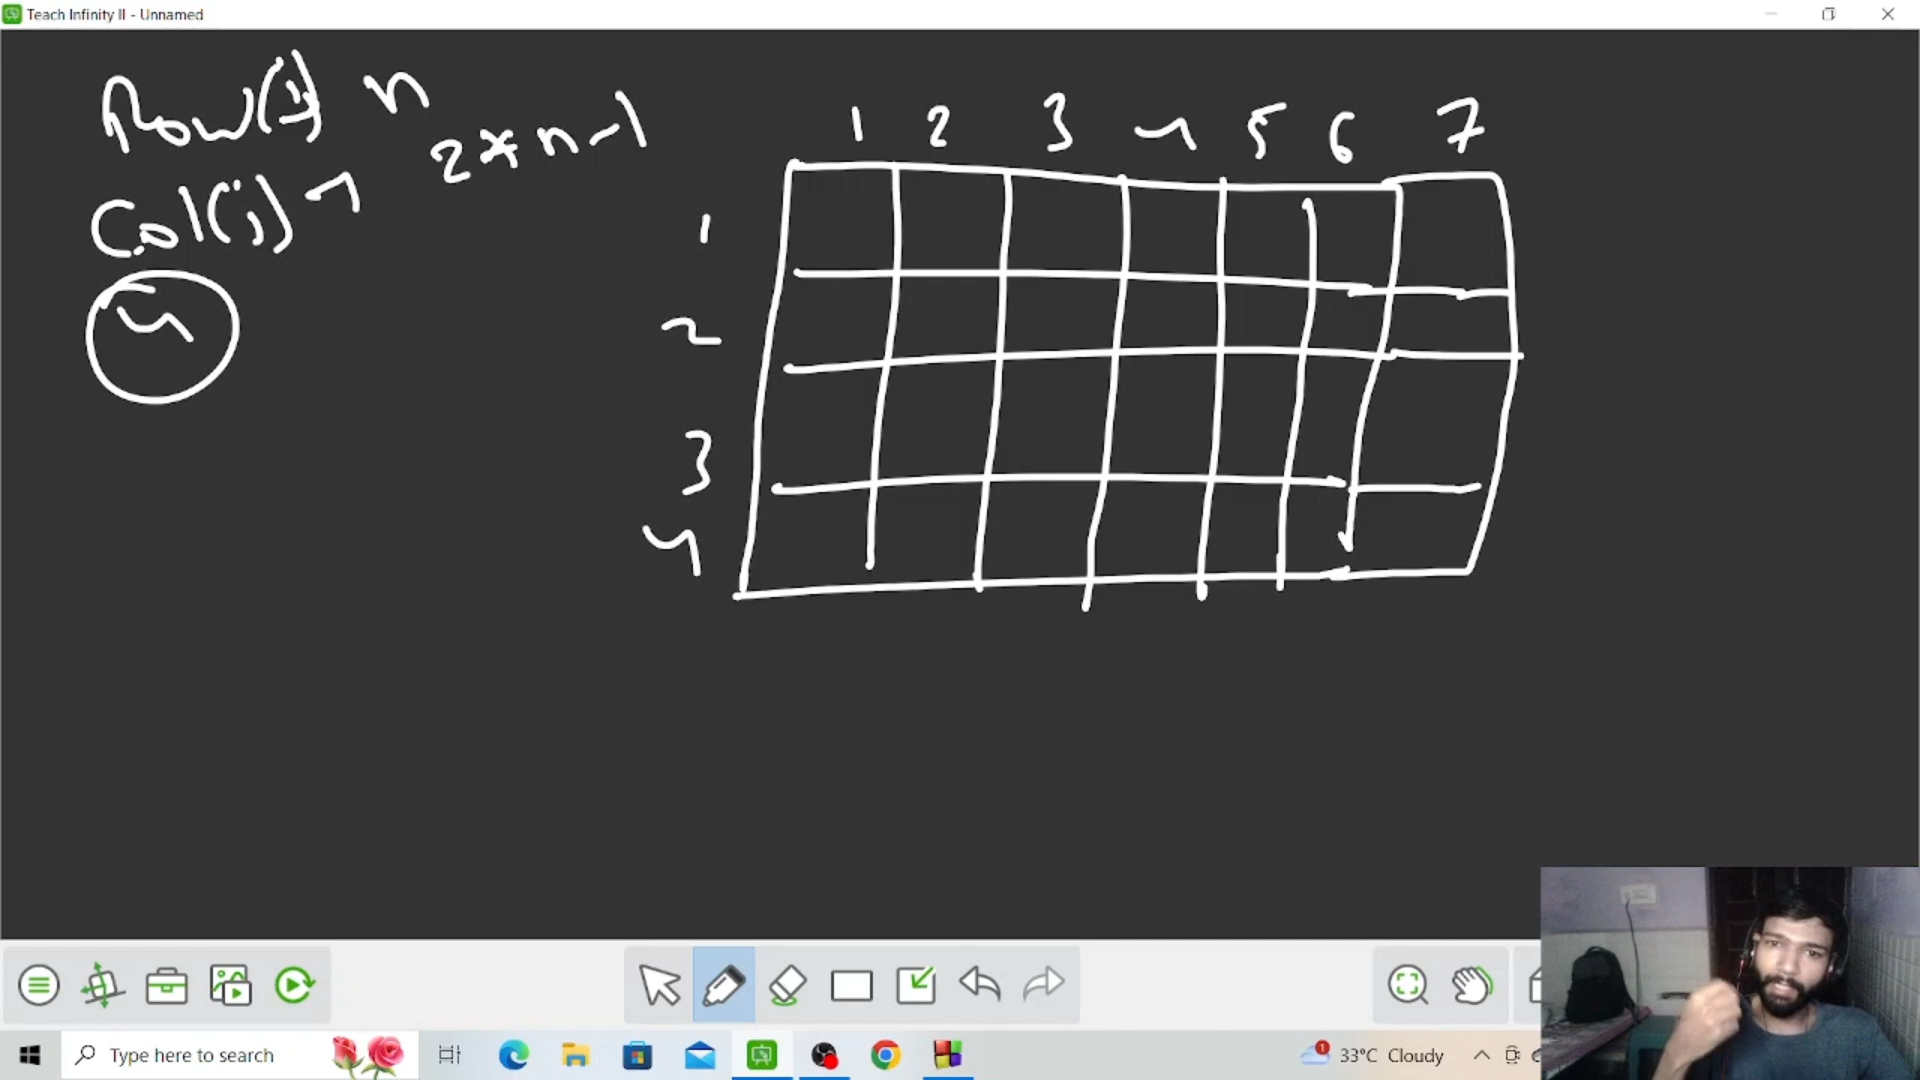 Teach Infinity II - Unnamed
Row(i) n
Col(j) → 2*n-1
4
1 2 3 4 5 6 7
1
2
3
4
Type here to search
1
33°C Cloudy